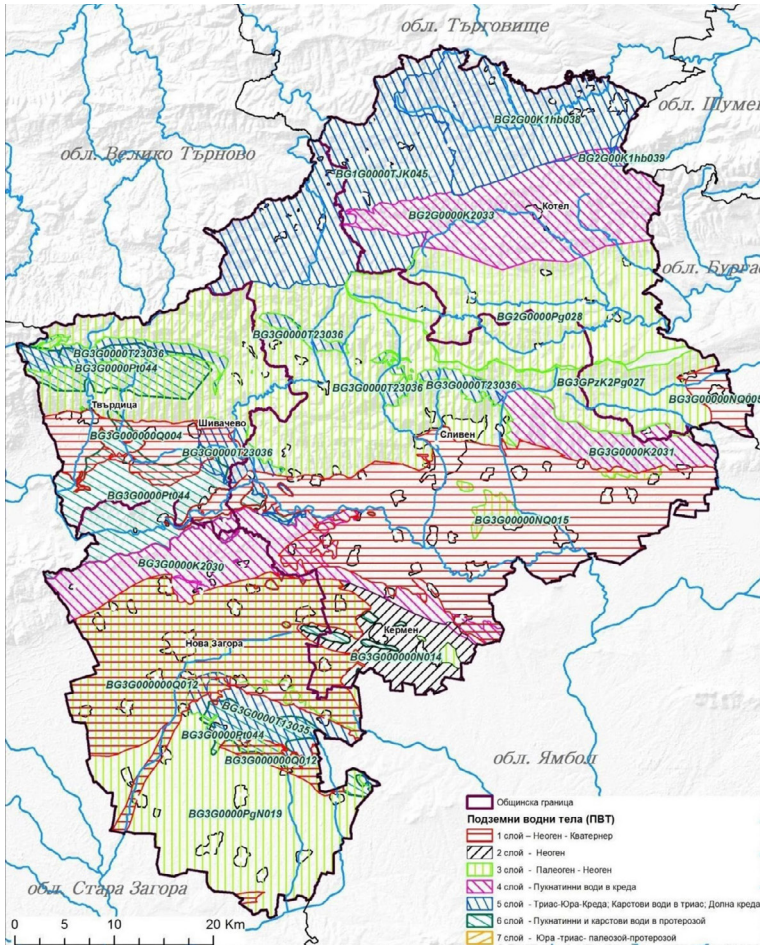 обл. Търговище
обл. Шумен
BG2G00K1hb038
обл. Велико Търново
BG2G00K1hb039
BG1G0000TJK045
BG2G0000K2033
Котел
обл. Бургас
BG2G0000Pg028
BG3G0000T23036
BG3G0000Pt044
BG3G0000T23036
BG3G0000T23036
BG3GPzK2Pg027
BG3G00000NQ005
Твърдица
Шивачево
BG3G000000Q004
Сливен
BG3G0000T23036
BG3G0000K2031
BG3G0000Pt044
BG3G00000NQ015
BG3G0000K2030
Кермен
Нова Загора
BG3G000000N014
BG3G000000Q012
BG3G0000T13035
BG3G0000Pt044
BG3G000000Q012
обл. Ямбол
BG3G0000PgN019
обл. Стара Загора
0 5 10 20 Km
Общинска граница
Подземни водни тела (ПВТ)
1 слой – Неоген - Кватернер
2 слой - Неоген
3 слой - Палеоген - Неоген
4 слой - Пукнатинни води в креда
5 слой - Триас-Юра-Креда; Карстови води в триас; Долна креда
6 слой - Пукнатинни и карстови води в протерозой
7 слой - Юра -триас- палеозой-протерозой